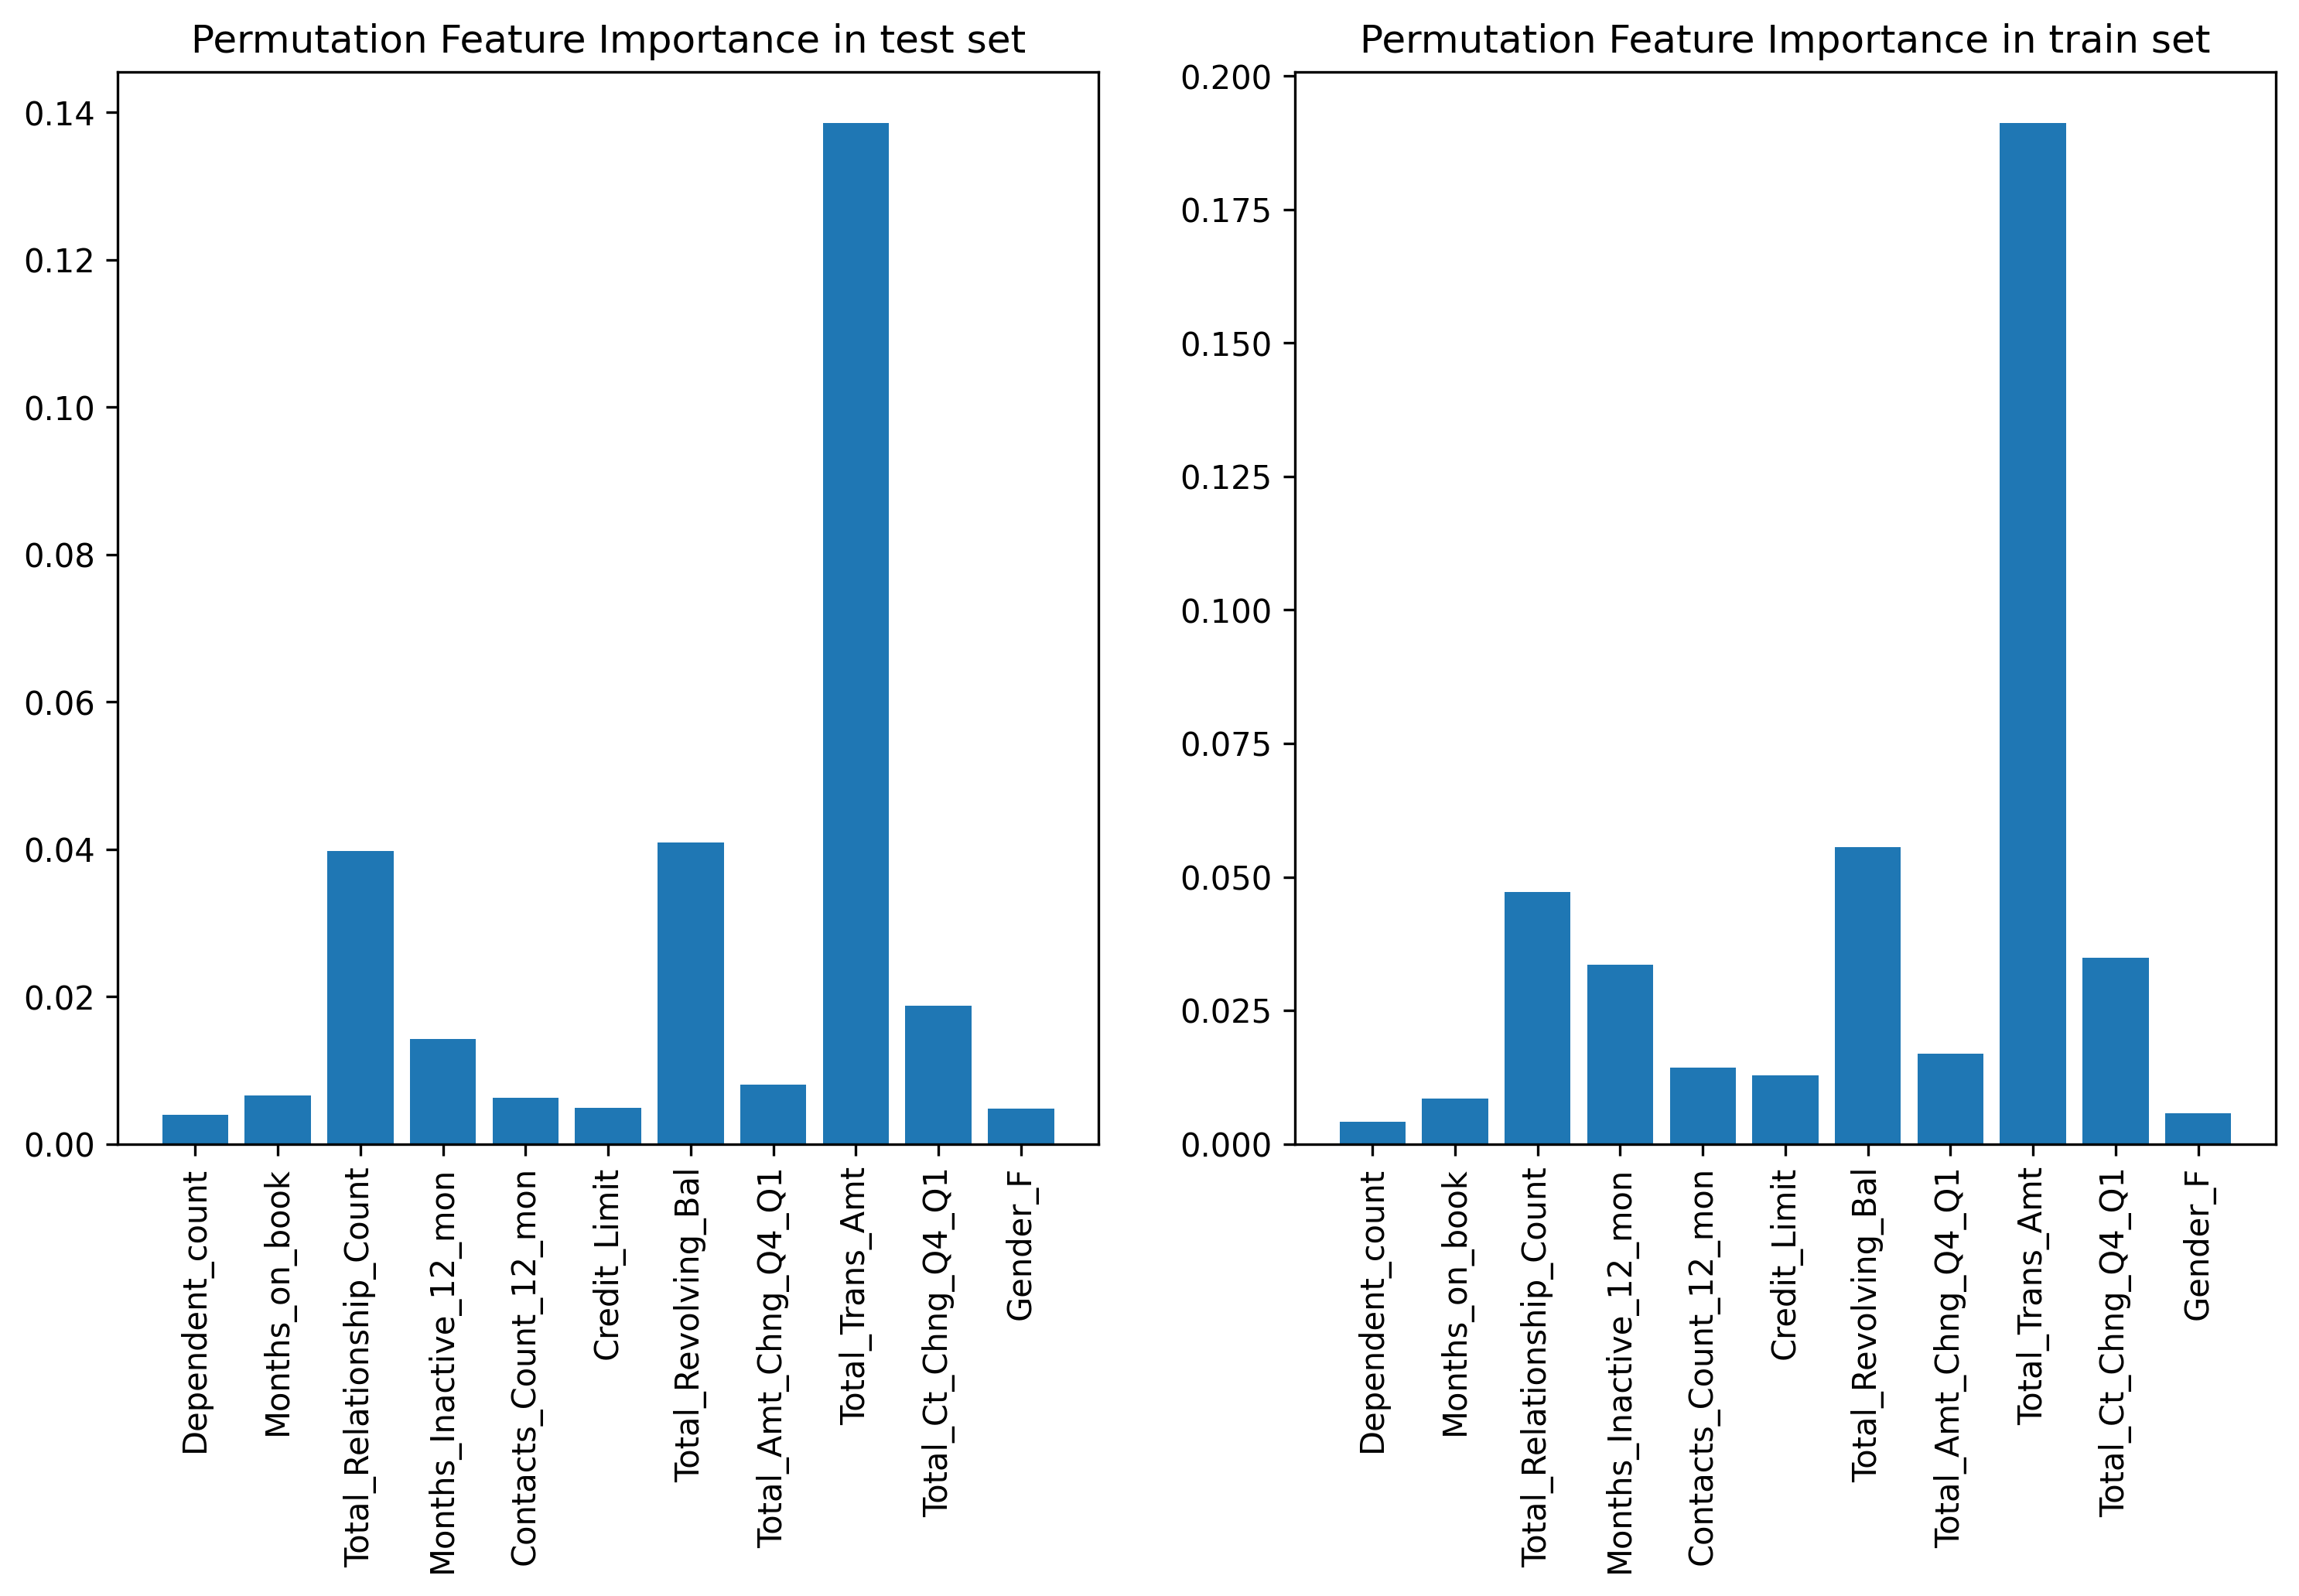 Permutation Feature Importance in test set
0.14
0.12
0.10
0.08
0.06
0.04
0.02
0.00
Dependent_count
Months_on_book
Total_Relationship_Count
Months_Inactive_12_mon
Contacts_Count_12_mon
Credit_Limit
Total_Revolving_Bal
Total_Amt_Chng_Q4_Q1
Total_Trans_Amt
Total_Ct_Chng_Q4_Q1
Gender_F
Permutation Feature Importance in train set
0.200
0.175
0.150
0.125
0.100
0.075
0.050
0.025
0.000
Dependent_count
Months_on_book
Total_Relationship_Count
Months_Inactive_12_mon
Contacts_Count_12_mon
Credit_Limit
Total_Revolving_Bal
Total_Amt_Chng_Q4_Q1
Total_Trans_Amt
Total_Ct_Chng_Q4_Q1
Gender_F